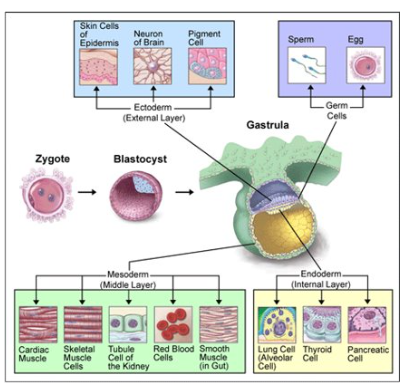 Skin Cells
of
Epidermis
Neuron
of Brain
Pigment
Cell
Sperm
Egg
Ectoderm
(External Layer)
Germ
Cells
Gastrula
Zygote
Blastocyst
Mesoderm
(Middle Layer)
Endoderm
(Internal Layer)
Cardiac
Muscle
Skeletal
Muscle
Cells
Tubule
Cell of
the Kidney
Red Blood
Cells
Smooth
Muscle
(in Gut)
Lung Cell
(Alveolar
Cell)
Thyroid
Cell
Pancreatic
Cell